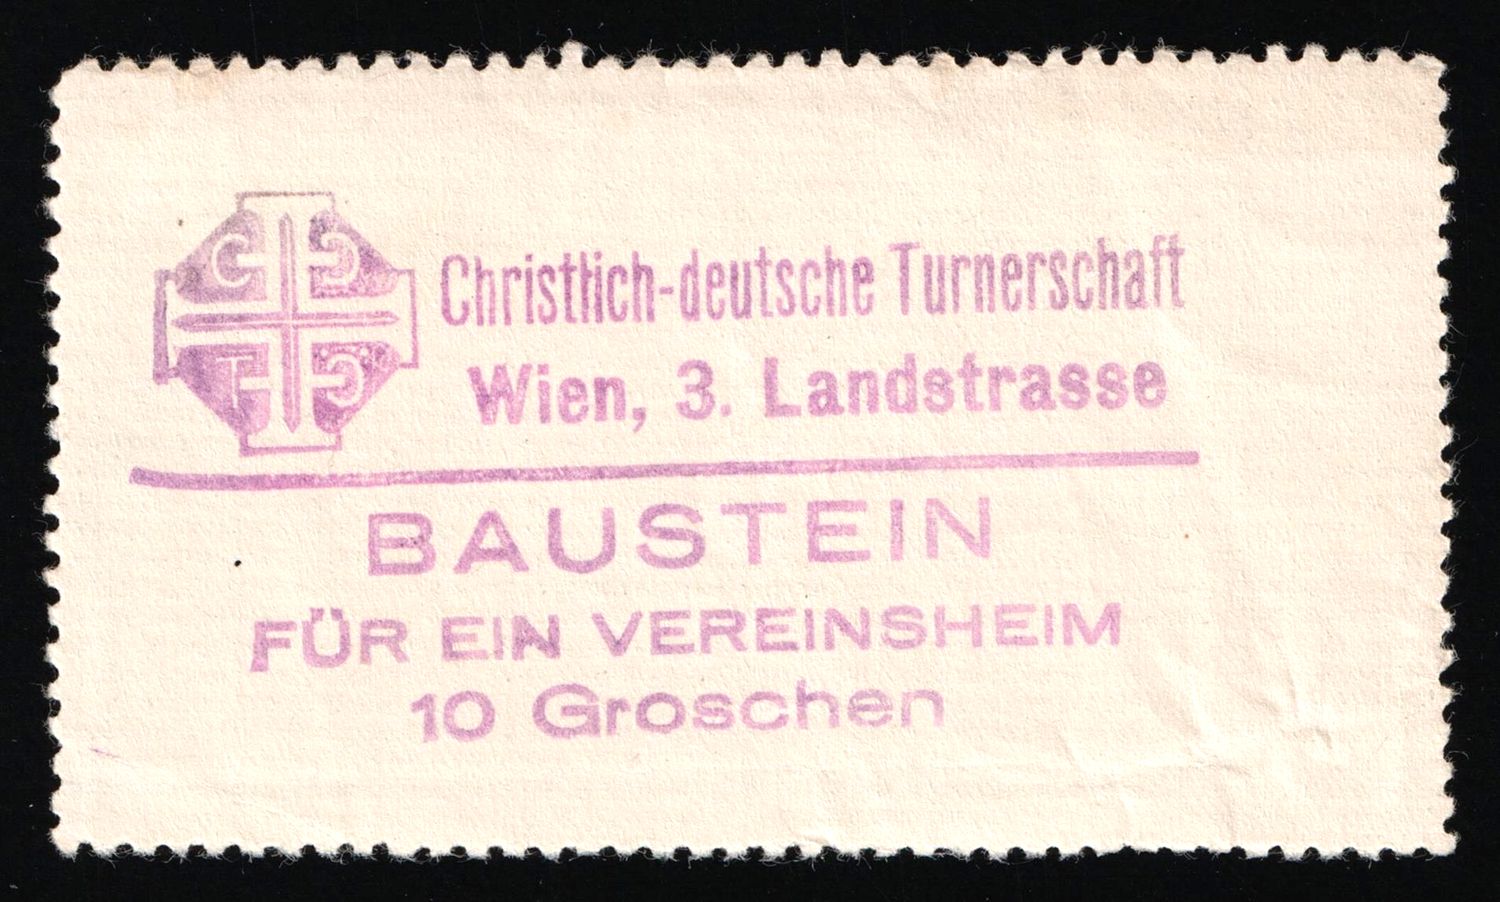 C D
T Ö
Christlich-deutsche Turnerschaft
Wien, 3. Landstrasse
BAUSTEIN
FÜR EIN VEREINSHEIM
10 Groschen